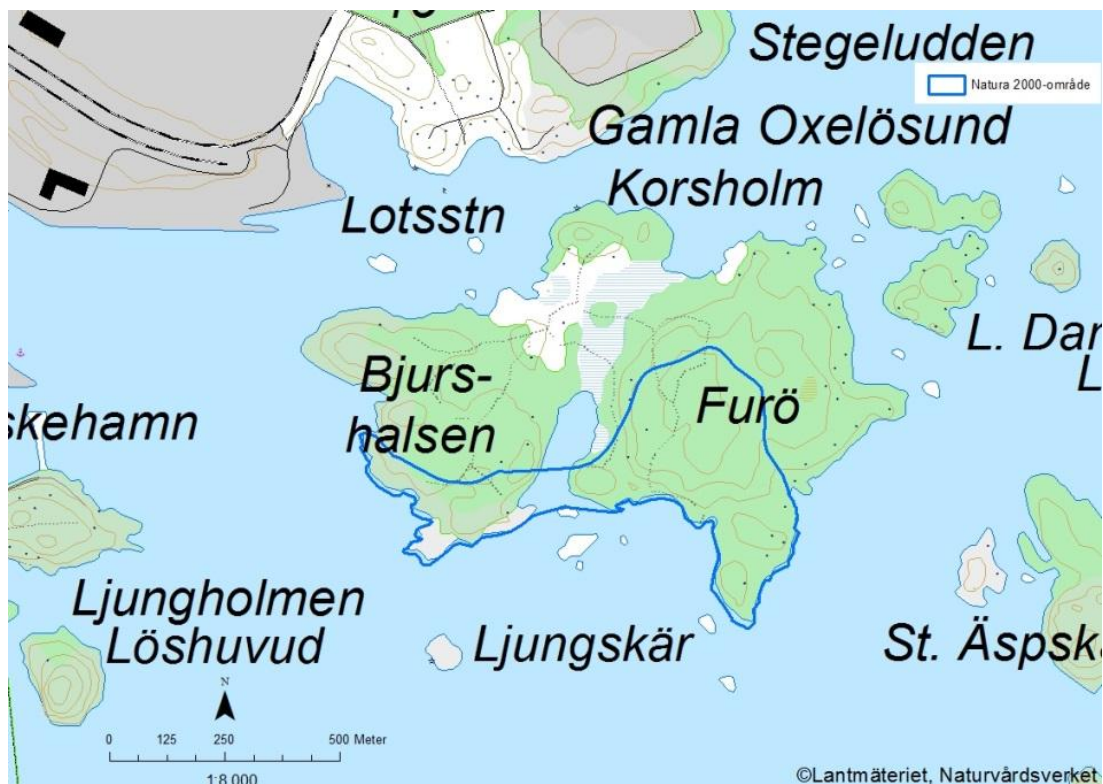 Stegeludden
Natura 2000-område
Gamla Oxelösund
Korsholm
Lotsstn
L. Dar
L
Bjurs-
halsen
Furö
skehamn
Ljungholmen
Löshuvud
Ljungskär
St. Äspskä
N
0 125 250 500 Meter
1:8 000
©Lantmäteriet, Naturvårdsverket